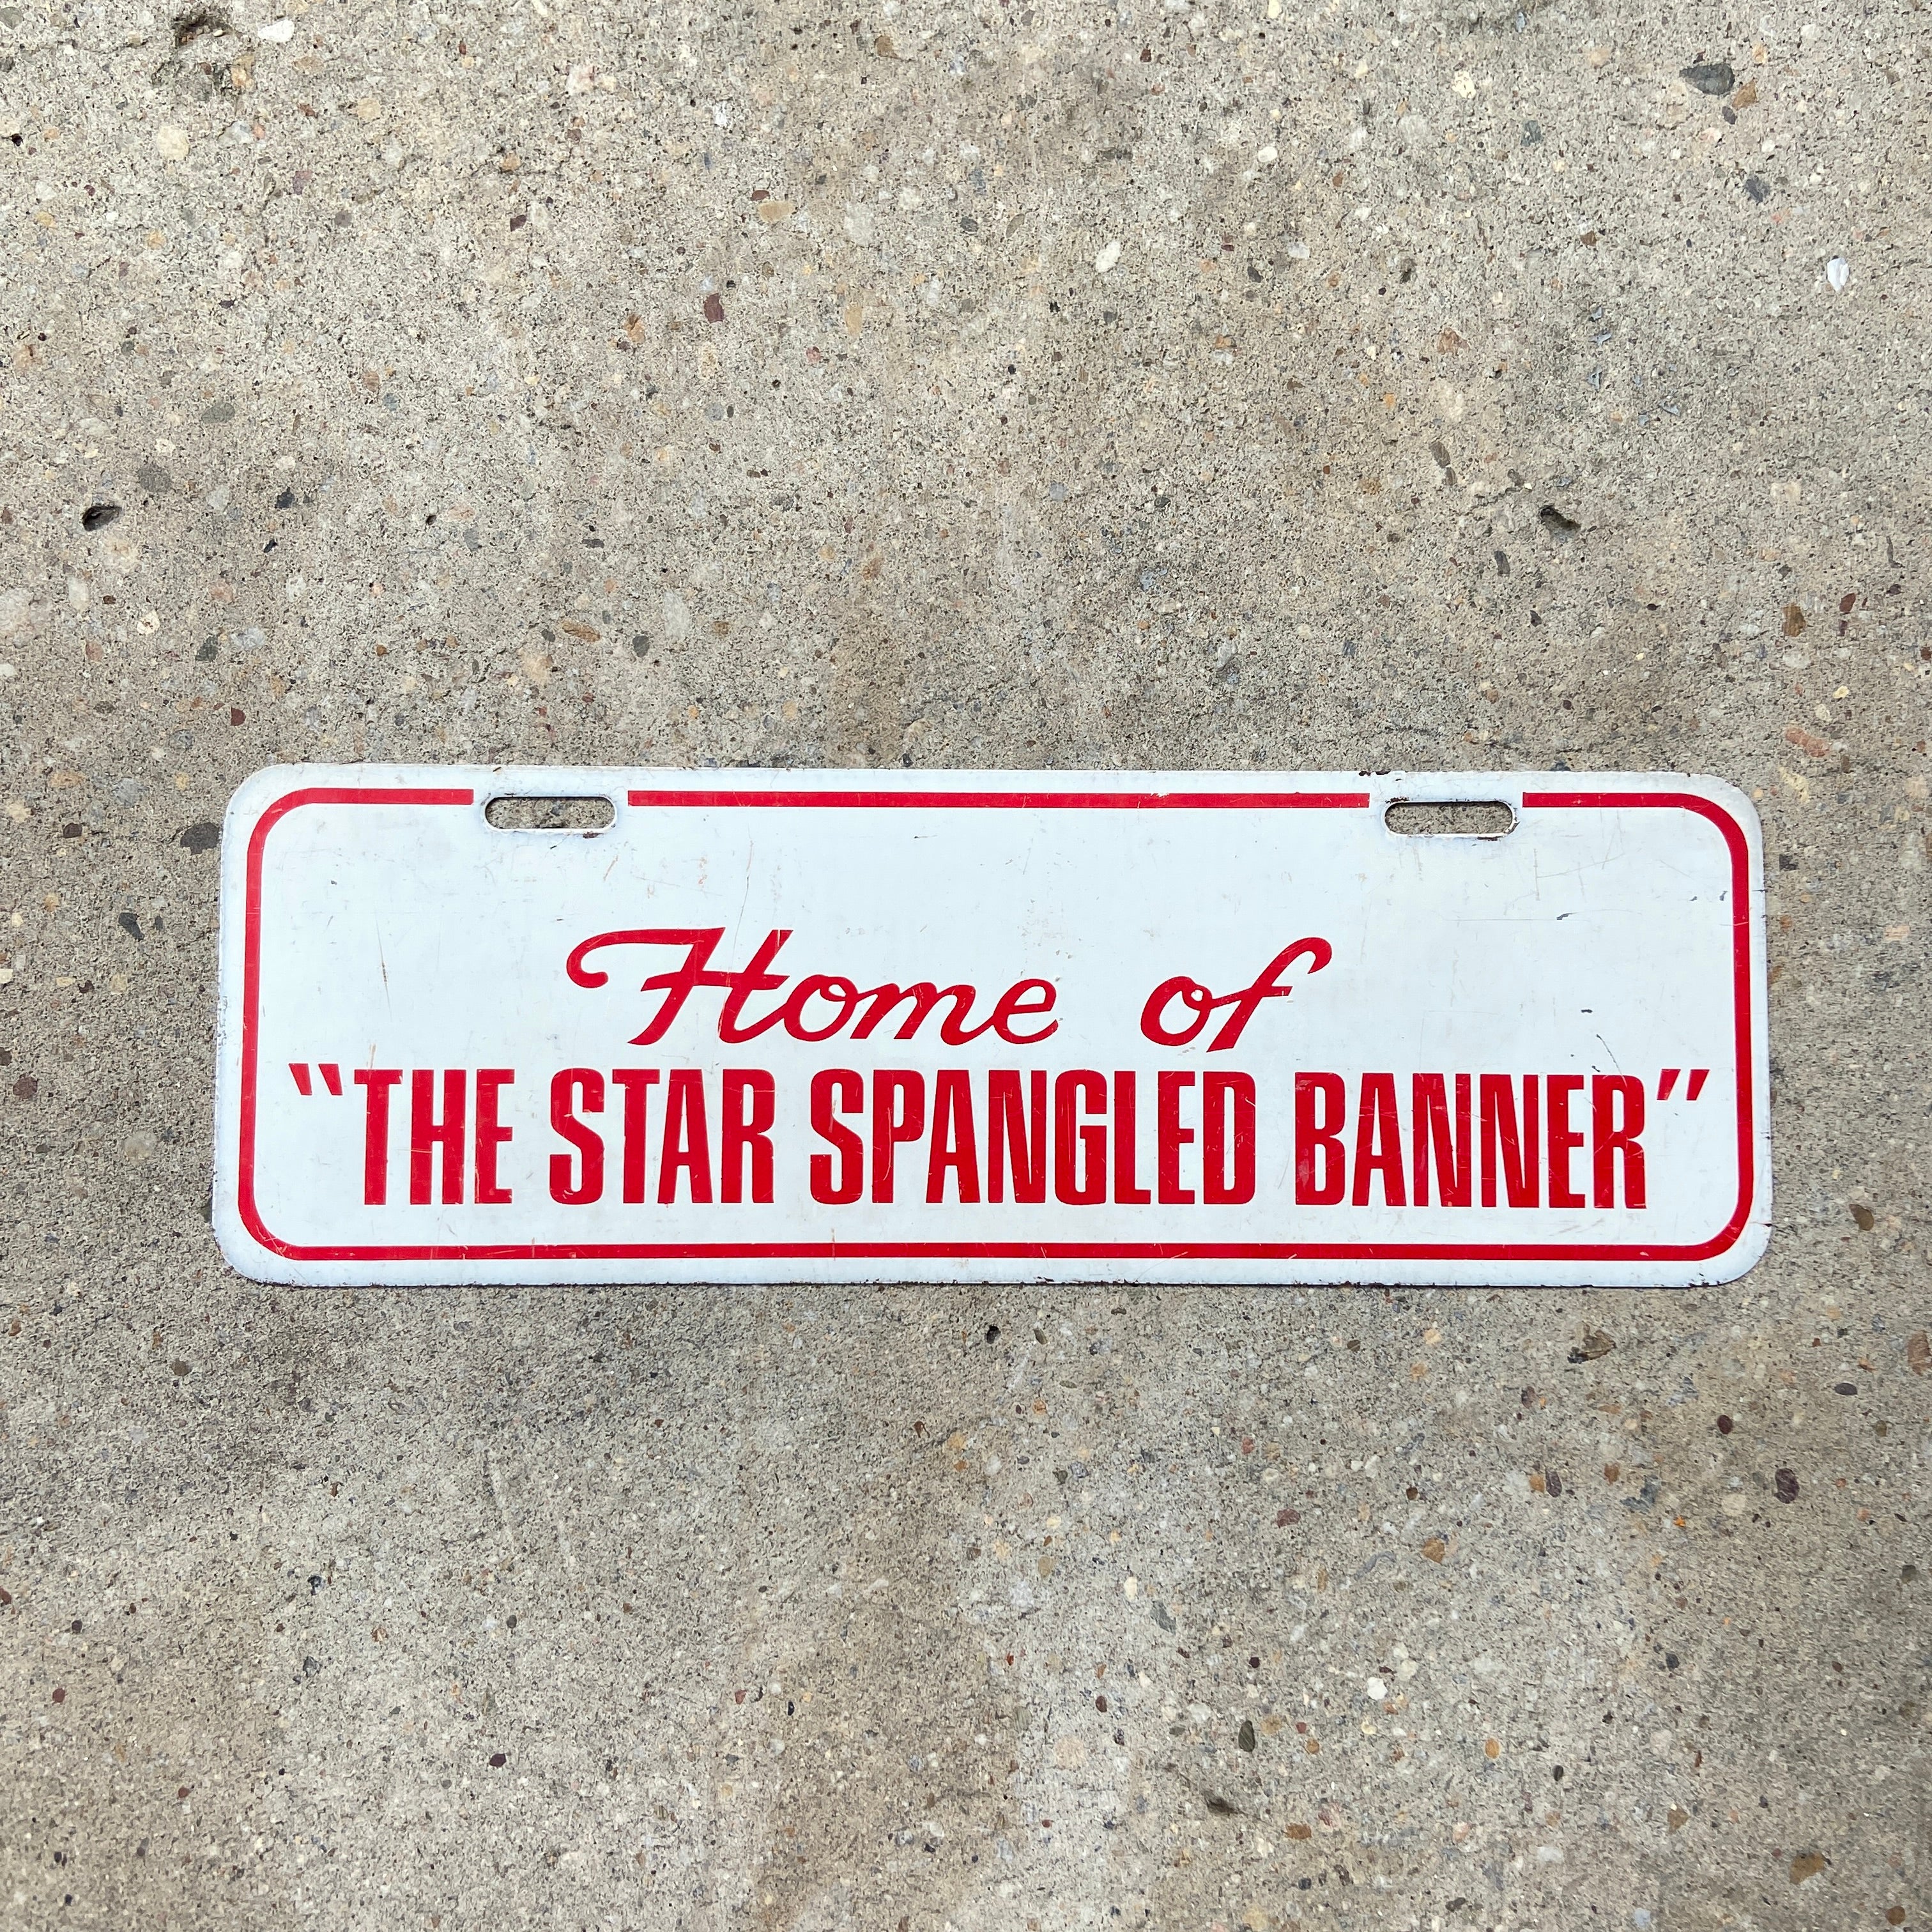 Home of
"THE STAR SPANGLED BANNER"